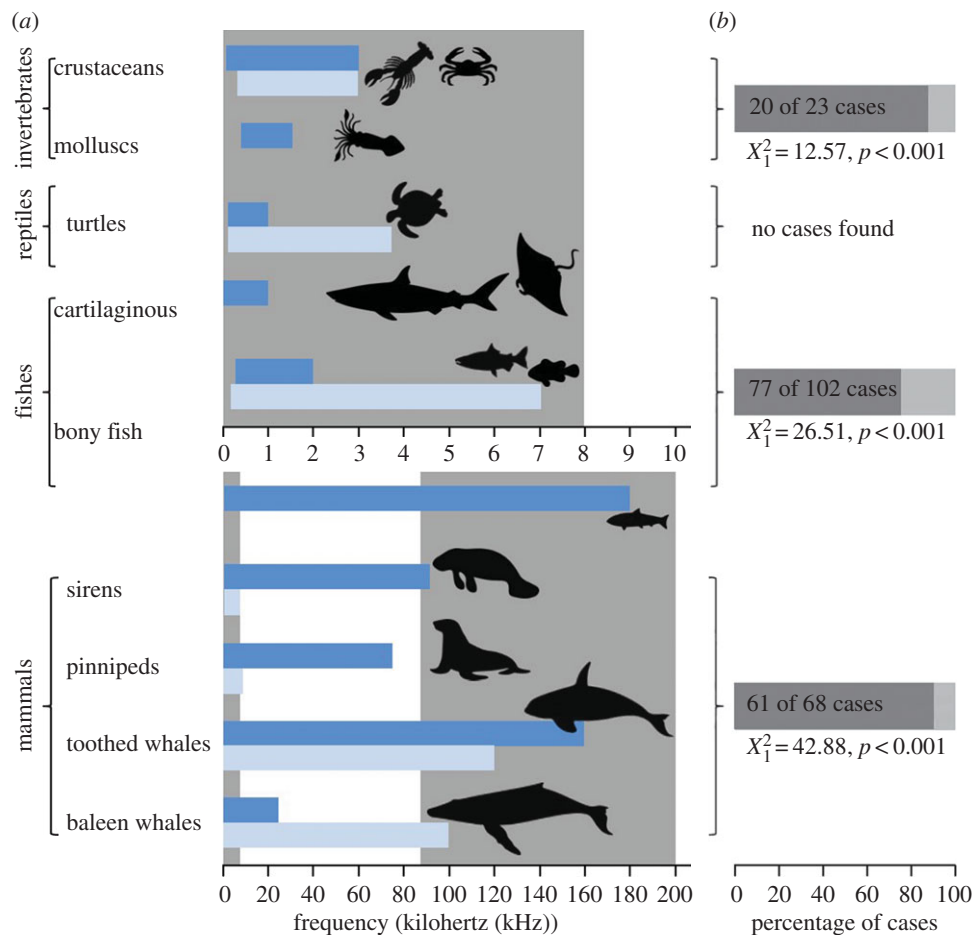 (a)
(b)
invertebrates
crustaceans
molluscs
20 of 23 cases
X₁² = 12.57, p < 0.001
reptiles
turtles
no cases found
fishes
cartilaginous
bony fish
77 of 102 cases
X₁² = 26.51, p < 0.001
0 1 2 3 4 5 6 7 8 9 10
mammals
sirens
pinnipeds
toothed whales
baleen whales
61 of 68 cases
X₁² = 42.88, p < 0.001
0 20 40 60 80 100 120 140 160 180 200
frequency (kilohertz (kHz))
0 20 40 60 80 100
percentage of cases